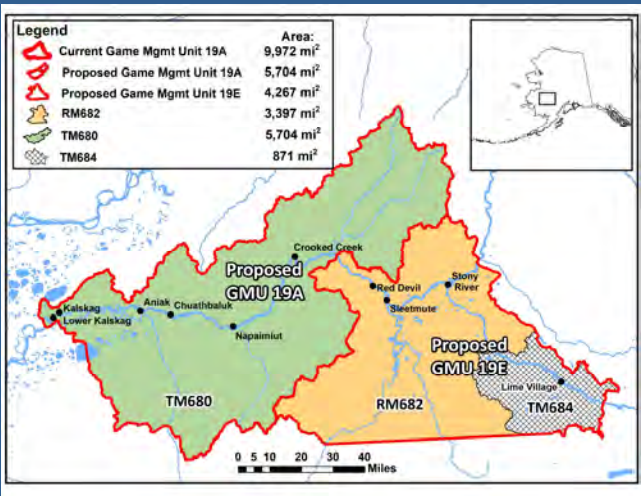 Legend
Area:
Current Game Mgmt Unit 19A 9,972 mi²
Proposed Game Mgmt Unit 19A 5,704 mi²
Proposed Game Mgmt Unit 19E 4,267 mi²
RM682 3,397 mi²
TM680 5,704 mi²
TM684 871 mi²
Crooked Creek
Proposed
GMU 19A
Red Devil
Stony
River
Sleetmute
Kalskag
Lower Kalskag
Aniak
Chuathbaluk
Napaimiut
Proposed
GMU 19E
Lime Village
TM680
RM682
TM684
0 5 10 20 30 40
Miles